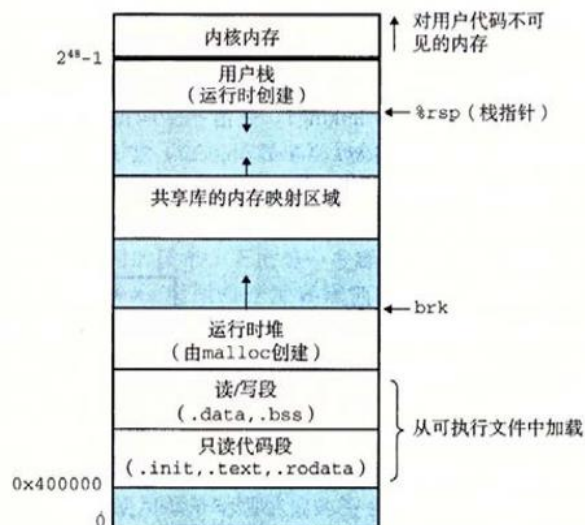 内核内存
对用户代码不可
见的内存
2⁴⁸-1
用户栈
(运行时创建)
%rsp(栈指针)
共享库的内存映射区域
brk
运行时堆
(由malloc创建)
读/写段
(.data,.bss)
从可执行文件中加载
只读代码段
(.init,.text,.rodata)
0x400000
0